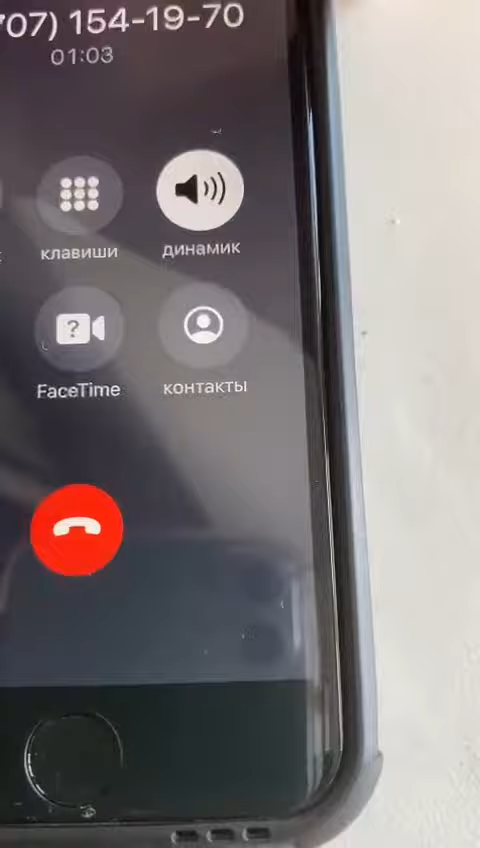 707) 154-19-70
01:03
клавиши
динамик
?
FaceTime
контакты